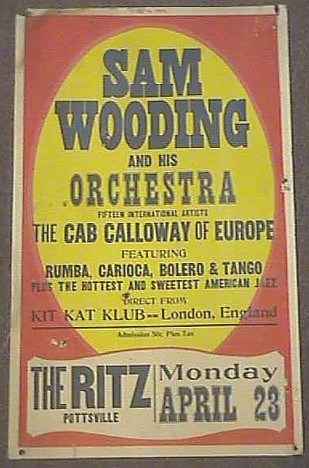 SAM
WOODING
AND HIS
ORCHESTRA
FIFTEEN INTERNATIONAL ARTISTS
THE CAB CALLOWAY OF EUROPE
FEATURING
RUMBA, CARIOCA, BOLERO & TANGO
PLUS THE HOTTEST AND SWEETEST AMERICAN JAZZ
DIRECT FROM
KIT KAT KLUB--London, England
Admission 50c Plus Tax
THE RITZ
POTTSVILLE
Monday
APRIL 23